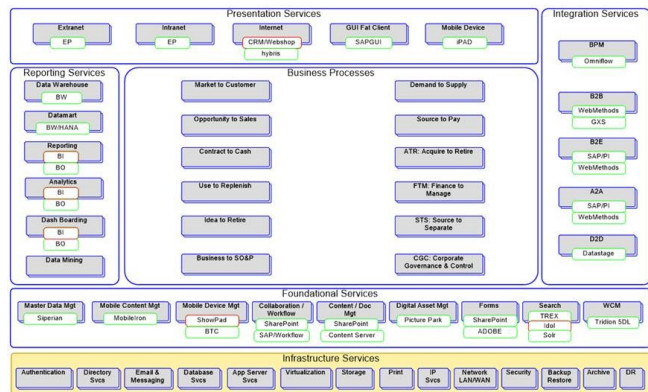 Presentation Services
Extranet
EP
Intranet
EP
Internet
CRM/Webshop
hybris
GUI Fat Client
SAPGUI
Mobile Device
iPAD
Integration Services
BPM
Omniflow
B2B
WebMethods
GXS
B2E
SAP/PI
WebMethods
A2A
SAP/PI
WebMethods
D2D
Datastage
Reporting Services
Data Warehouse
BW
Datamart
BW/HANA
Reporting
BI
BO
Analytics
BI
BO
Dash Boarding
BI
BO
Data Mining
Business Processes
Market to Customer
Demand to Supply
Opportunity to Sales
Source to Pay
Contract to Cash
ATR: Acquire to Retire
Use to Replenish
FTM: Finance to
Manage
Idea to Retire
STS: Source to
Separate
Business to SO&P
CGC: Corporate
Governance & Control
Foundational Services
Master Data Mgt
Siperian
Mobile Content Mgt
MobileIron
Mobile Device Mgt
ShowPad
BTC
Collaboration /
Workflow
SharePoint
SAP/Workflow
Content / Doc
Mgt
SharePoint
Content Server
Digital Asset Mgt
Picture Park
Forms
SharePoint
ADOBE
Search
TREX
Idol
Solr
WCM
Tridion 5DL
Infrastructure Services
Authentication
Directory
Svcs
Email &
Messaging
Database
Svcs
App Server
Svcs
Virtualization
Storage
Print
IP
Svcs
Network
LAN/WAN
Security
Backup
Restore
Archive
DR